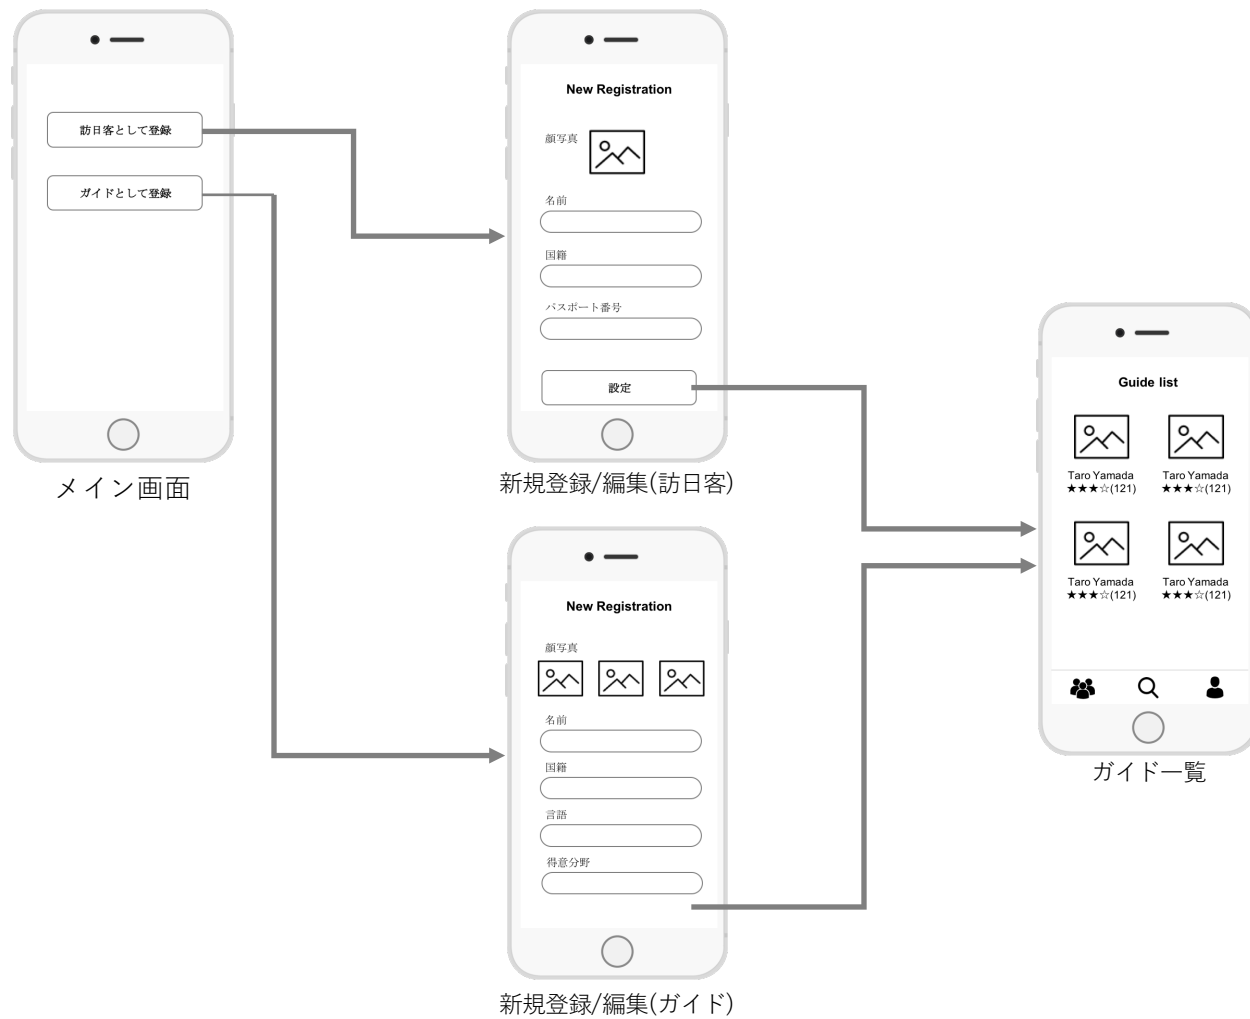 訪日客として登録
ガイドとして登録
メイン画面
New Registration
顔写真
名前
国籍
パスポート番号
設定
新規登録/編集(訪日客)
New Registration
顔写真
名前
国籍
言語
得意分野
新規登録/編集(ガイド)
Guide list
Taro Yamada Taro Yamada
★★★☆(121) ★★★☆(121)
Taro Yamada Taro Yamada
★★★☆(121) ★★★☆(121)
ガイド一覧